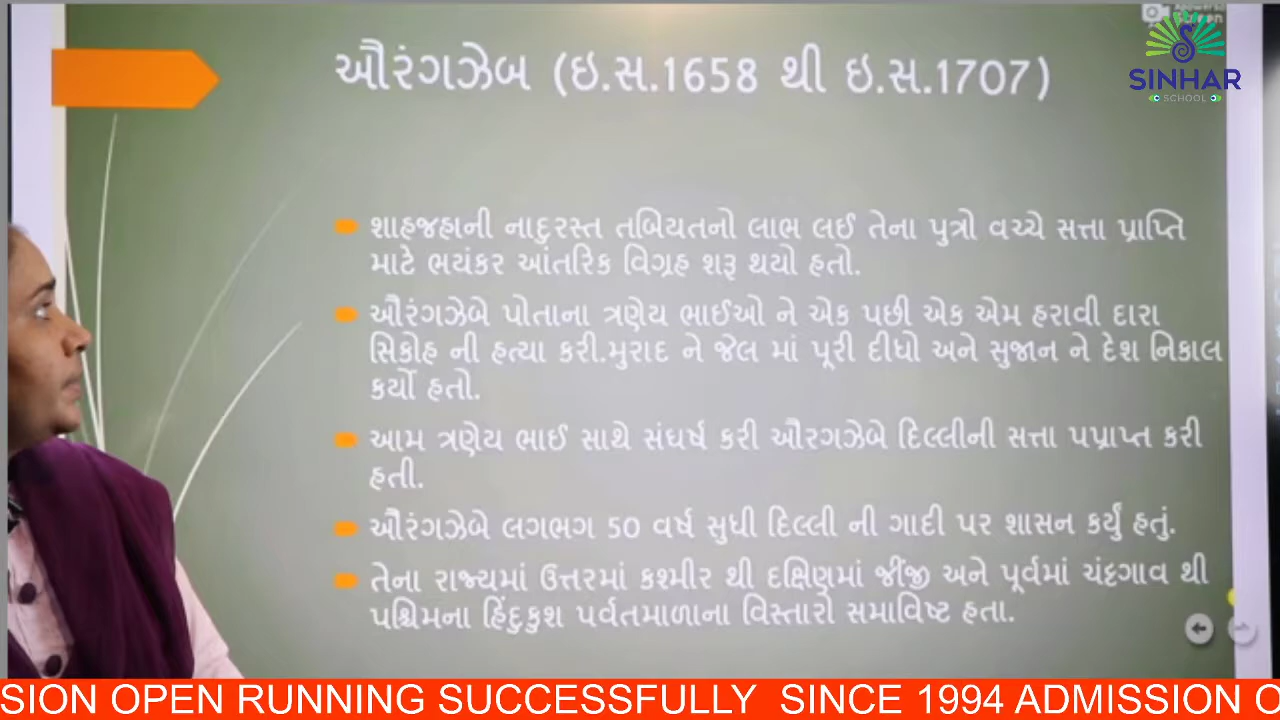 ઔરંગઝેબ (ઇ.સ.1658 થી ઇ.સ.1707)
SINHAR
SCHOOL
શાહજહાની નાદુરસ્ત તબિયતનો લાભ લઈ તેના પુત્રો વચ્ચે સત્તા પ્રાપ્તિ
માટે ભયંકર આંતરિક વિગ્રહ શરૂ થયો હતો.
ઔરંગઝેબે પોતાના ત્રણેય ભાઈઓ ને એક પછી એક એમ હરાવી દારા
સિકોહ ની હત્યા કરી.મુરાદ ને જેલ માં પૂરી દીધો અને સુજાન ને દેશ નિકાલ
કર્યો હતો.
આમ ત્રણેય ભાઈ સાથે સંઘર્ષ કરી ઔરગઝેબે દિલ્લીની સત્તા પપ્રાપ્ત કરી
હતી.
ઔરંગઝેબે લગભગ 50 વર્ષ સુધી દિલ્લી ની ગાદી પર શાસન કર્યું હતું.
તેના રાજ્યમાં ઉત્તરમાં કશ્મીર થી દક્ષિણમાં જીંજી અને પૂર્વમાં ચંદૃગાવ થી
પશ્ચિમના હિંદુકુશ પર્વતમાળાના વિસ્તારો સમાવિષ્ટ હતા.
SION OPEN RUNNING SUCCESSFULLY SINCE 1994 ADMISSION